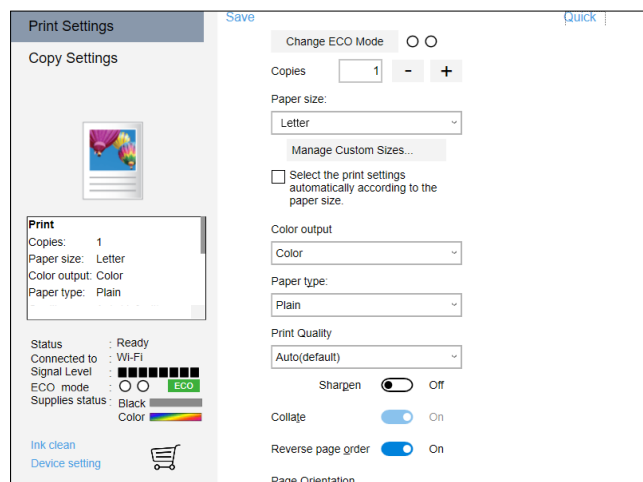 Print Settings
Copy Settings
Print
Copies: 1
Paper size: Letter
Color output: Color
Paper type: Plain
Status : Ready
Connected to : Wi-Fi
Signal Level :
ECO mode : ECO
Supplies status : Black
Color
Ink clean
Device setting
Save
Quick
Change ECO Mode
Copies 1 - +
Paper size:
Letter
Manage Custom Sizes...
Select the print settings
automatically according to the
paper size.
Color output
Color
Paper type:
Plain
Print Quality
Auto(default)
Sharpen Off
Collate On
Reverse page order On
Page Orientation